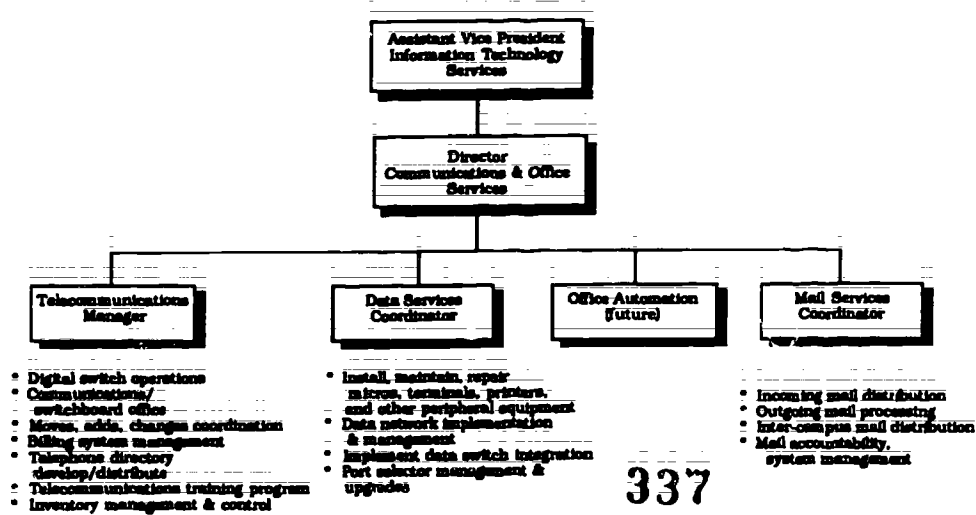 Assistant Vice President
Information Technology
Services
Director
Communications & Office
Services
Telecommunications
Manager
Data Services
Coordinator
Office Automation
(future)
Mail Services
Coordinator
* Digital switch operations
* Communications/
switchboard office
* Moves, adds, changes coordination
* Billing system management
* Telephone directory
develop/distribute
* Telecommunications training program
* Inventory management & control
* Install, maintain, repair
micros, terminals, printers,
and other peripheral equipment
* Data network implementation
& management
* Implement data switch integration
* Port selector management &
upgrades
* Incoming mail distribution
* Outgoing mail processing
* Inter-campus mail distribution
* Mail accountability,
system management
337